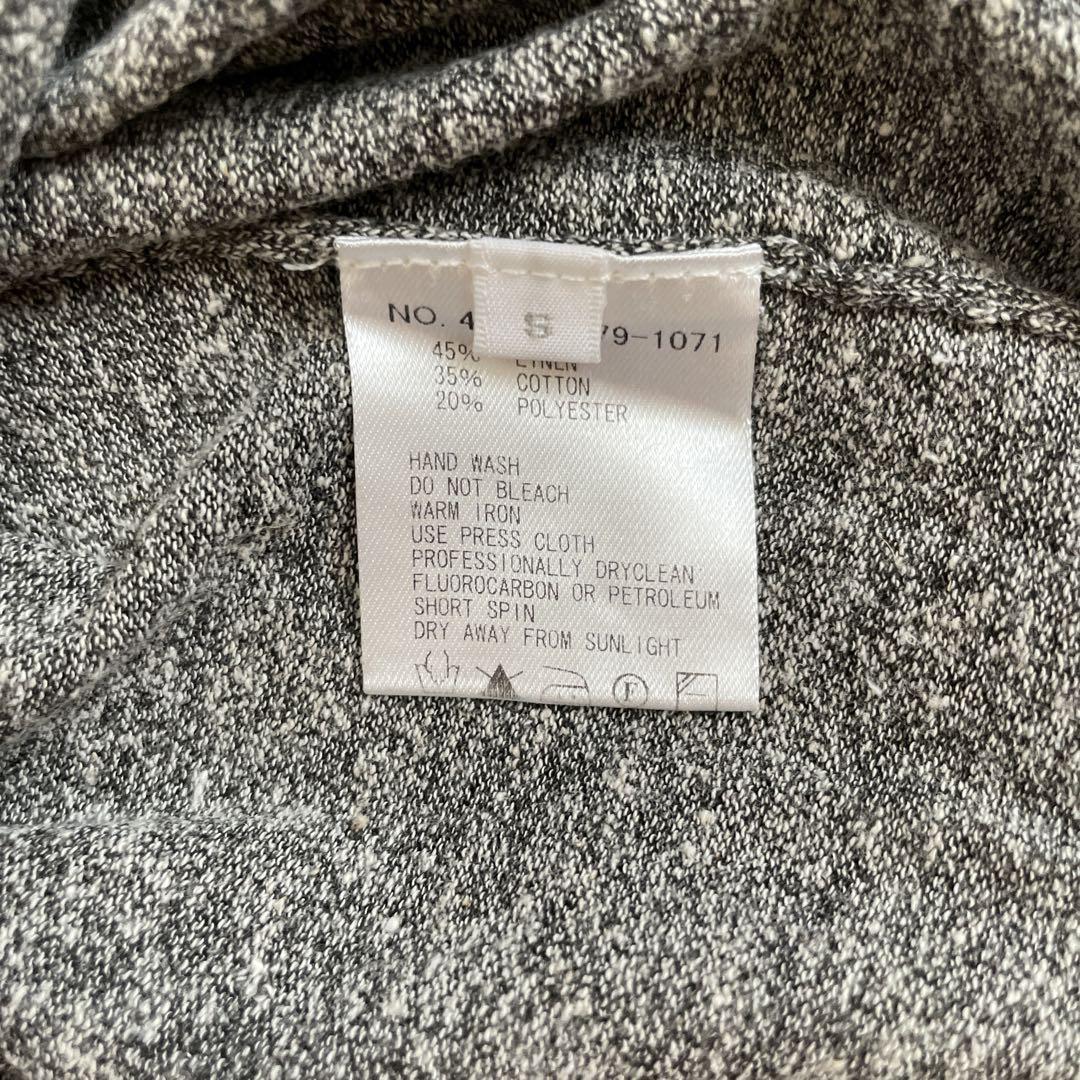 S
NO. 4 79-1071
45% LINEN
35% COTTON
20% POLYESTER
HAND WASH
DO NOT BLEACH
WARM IRON
USE PRESS CLOTH
PROFESSIONALLY DRYCLEAN
FLUOROCARBON OR PETROLEUM
SHORT SPIN
DRY AWAY FROM SUNLIGHT
F